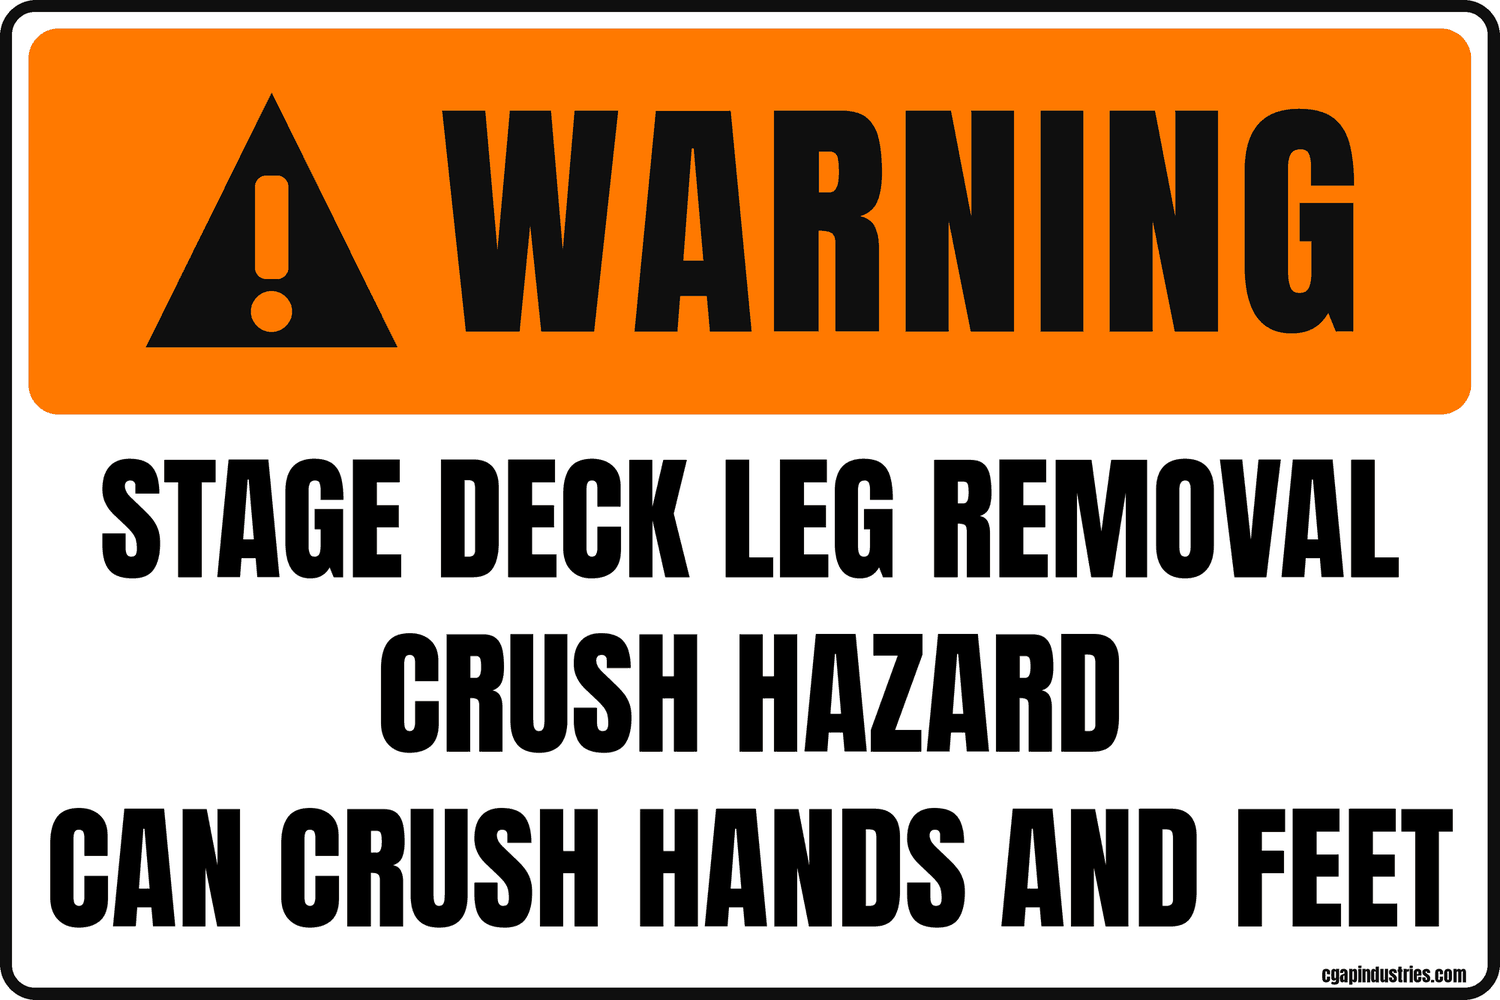 WARNING
STAGE DECK LEG REMOVAL
CRUSH HAZARD
CAN CRUSH HANDS AND FEET
cgapindustries.com